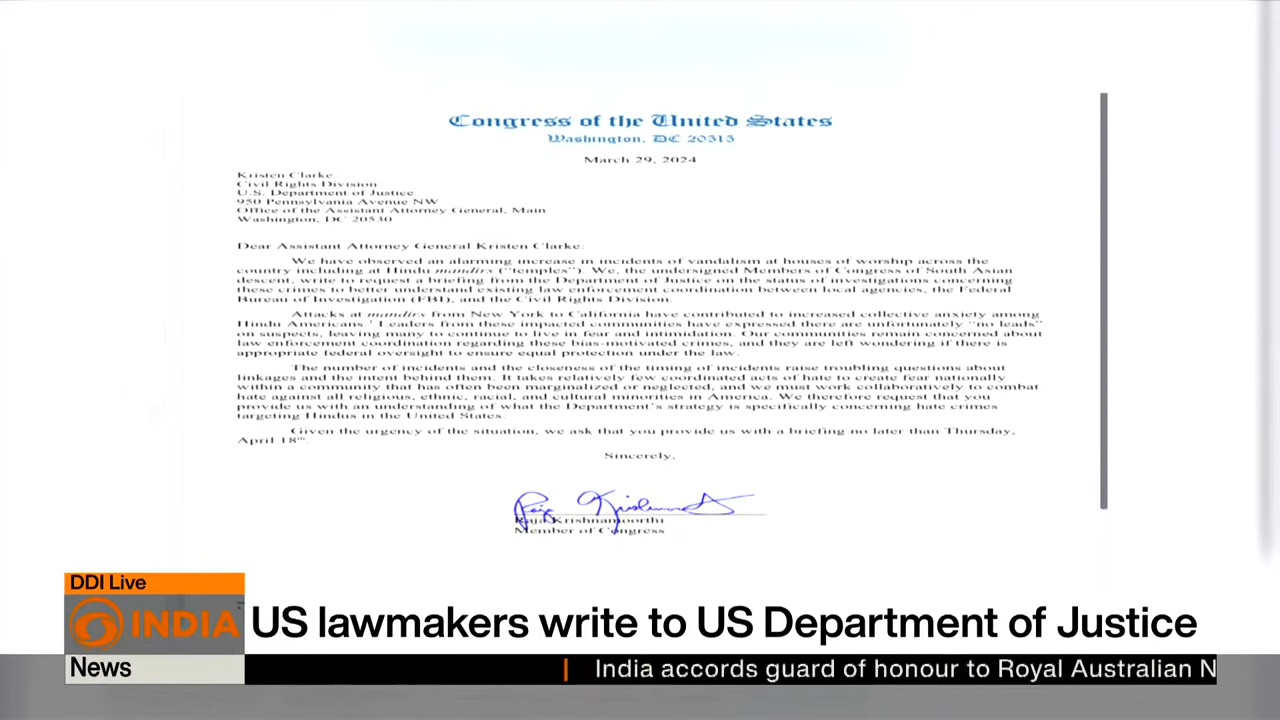 Congress of the United States
Washington, DC 20515
March 29, 2024
Kristen Clarke
Civil Rights Division
U.S. Department of Justice
950 Pennsylvania Avenue NW
Office of the Assistant Attorney General, Main
Washington, DC 20530
Dear Assistant Attorney General Kristen Clarke:
We have observed an alarming increase in incidents of vandalism at houses of worship across the
country including at Hindu mandirs (“temples”). We, the undersigned Members of Congress of South Asian
descent, write to request a briefing from the Department of Justice on the status of investigations concerning
these crimes to better understand existing law enforcement coordination between local agencies, the Federal
Bureau of Investigation (FBI), and the Civil Rights Division.
Attacks at mandirs from New York to California have contributed to increased collective anxiety among
Hindu Americans.¹ Leaders from these impacted communities have expressed there are unfortunately “no leads”
on suspects, leaving many to continue to live in fear and intimidation. Our communities remain concerned about
law enforcement coordination regarding these bias-motivated crimes, and they are left wondering if there is
appropriate federal oversight to ensure equal protection under the law.
The number of incidents and the closeness of the timing of incidents raise troubling questions about
linkages and the intent behind them. It takes relatively few coordinated acts of hate to create fear nationally
within a community that has often been marginalized or neglected, and we must work collaboratively to combat
hate against all religious, ethnic, racial, and cultural minorities in America. We therefore request that you
provide us with an understanding of what the Department’s strategy is specifically concerning hate crimes
targeting Hindus in the United States.
Given the urgency of the situation, we ask that you provide us with a briefing no later than Thursday,
April 18th.
Sincerely,
Raja Krishnamoorthi
Raja Krishnamoorthi
Member of Congress
DDI Live
INDIA
US lawmakers write to US Department of Justice
News
| India accords guard of honour to Royal Australian N